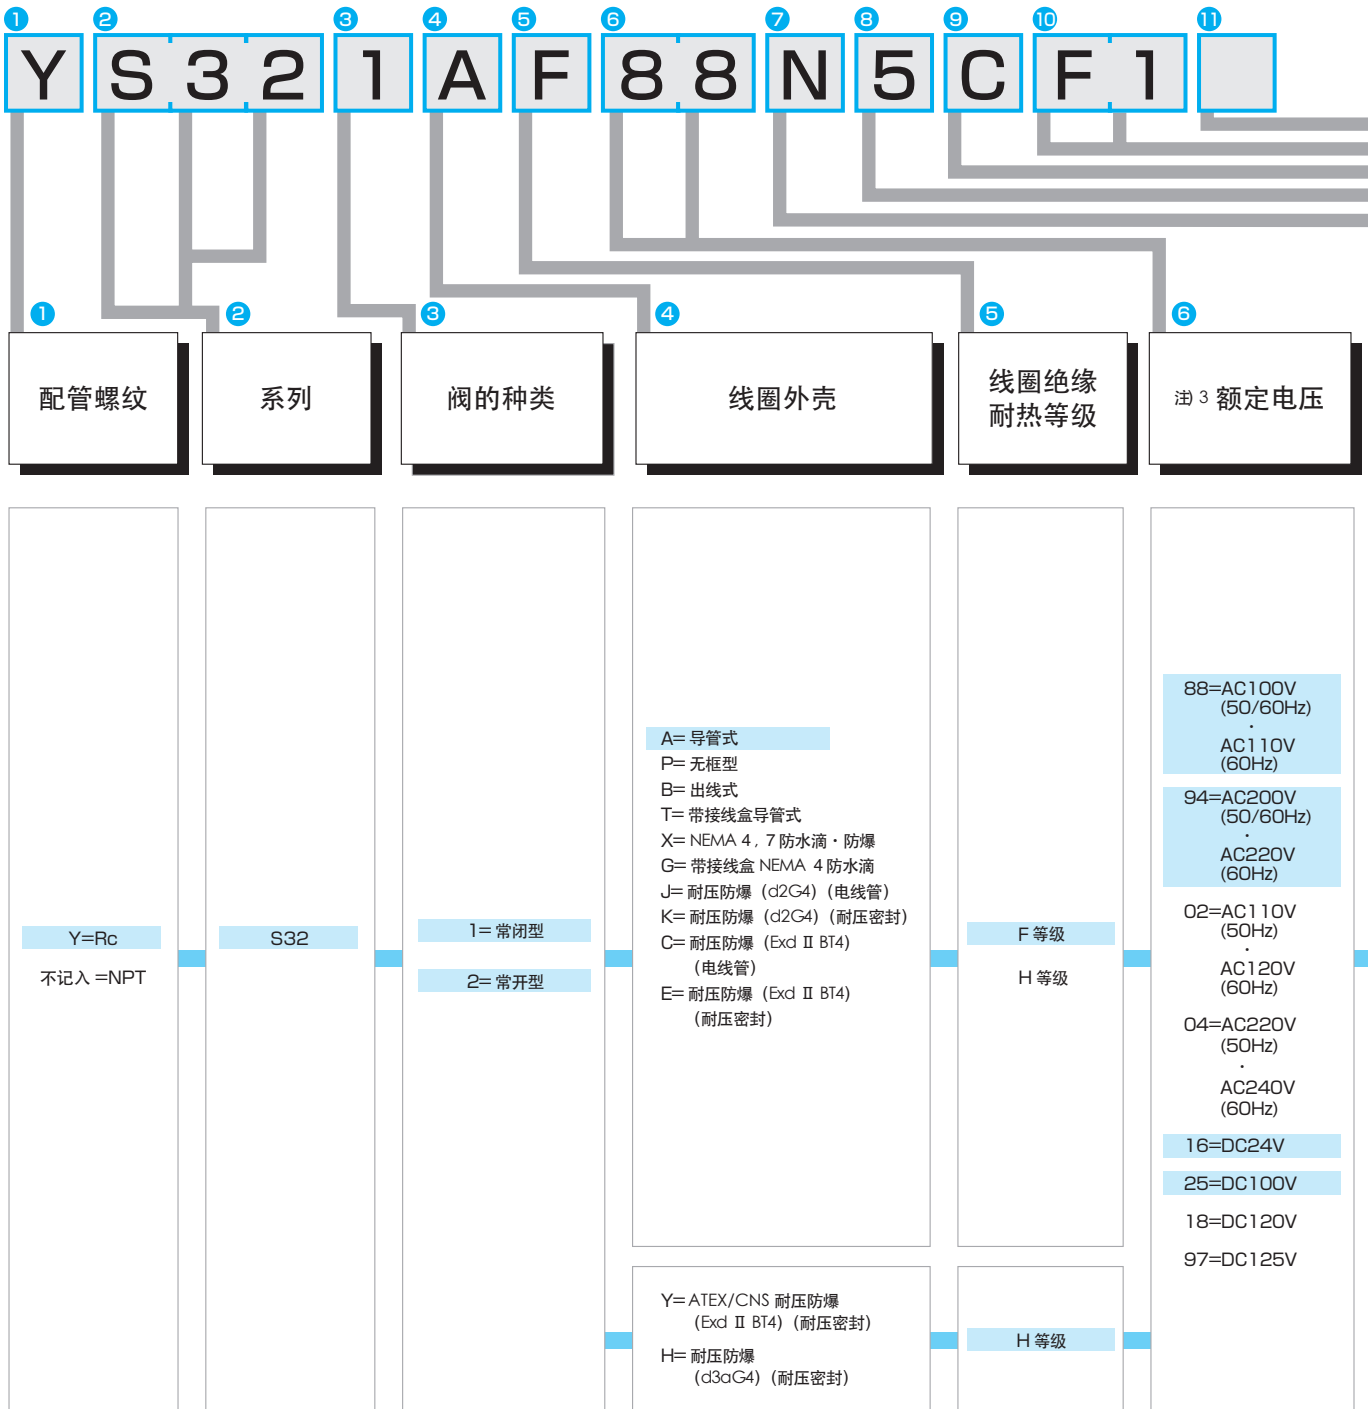 1 2 3 4 5 6 7 8 9 10 11
Y S 3 2 1 A F 8 8 N 5 C F 1
1 2 3 4 5 6
配管螺纹
系列
阀的种类
线圈外壳
线圈绝缘
耐热等级
注) 3 额定电压
Y=Rc
不记入 =NPT
S32
1= 常闭型
2= 常开型
A= 导管式
P= 无框型
B= 出线式
T= 带接线盒导管式
X= NEMA 4 , 7 防水滴・防爆
G= 带接线盒 NEMA 4 防水滴
J= 耐压防爆（d2G4）（电线管）
K= 耐压防爆（d2G4）（耐压密封）
C= 耐压防爆（Exd Ⅱ BT4）
（电线管）
E= 耐压防爆（Exd Ⅱ BT4）
（耐压密封）
F 等级
H 等级
88=AC100V
(50/60Hz)
・
AC110V
(60Hz)
94=AC200V
(50/60Hz)
・
AC220V
(60Hz)
02=AC110V
(50Hz)
・
AC120V
(60Hz)
04=AC220V
(50Hz)
・
AC240V
(60Hz)
16=DC24V
25=DC100V
18=DC120V
97=DC125V
Y= ATEX/CNS 耐压防爆
（Exd Ⅱ BT4）（耐压密封）
H= 耐压防爆
（d3aG4）（耐压密封）
H 等级